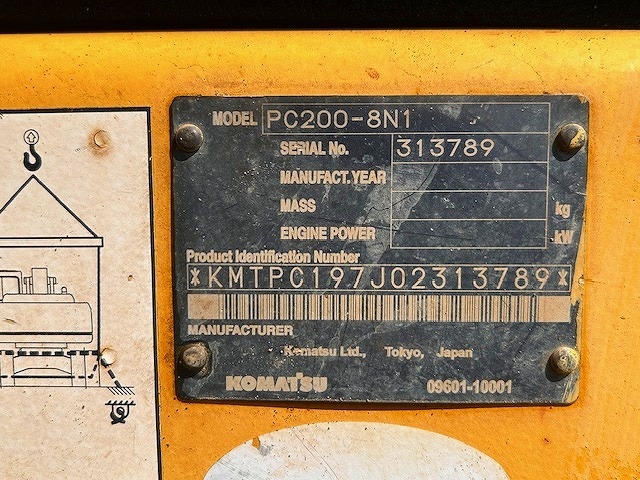 MODEL PC200-8N1
SERIAL No. 313789
MANUFACT. YEAR
MASS kg
ENGINE POWER kW
Product Identification Number
*KMTPC197J02313789*
MANUFACTURER
Komatsu Ltd., Tokyo, Japan
KOMATSU 09601-10001